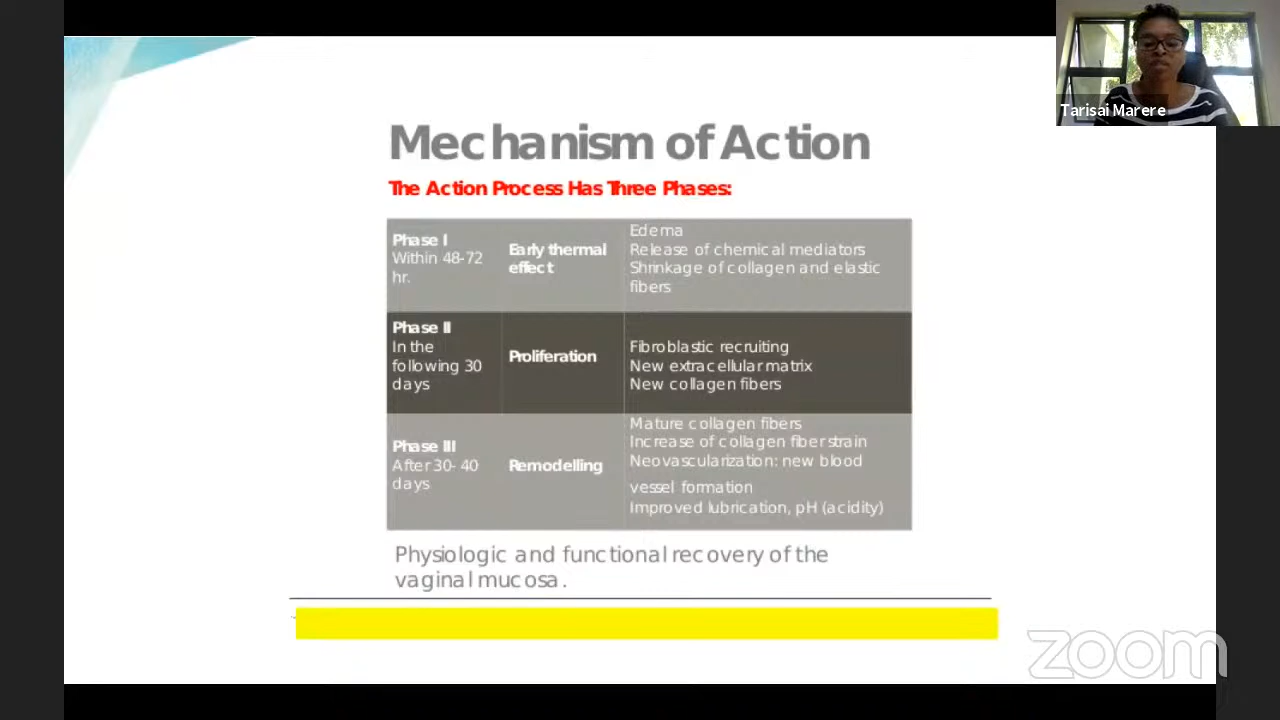 Tarisai Marere
Mechanism of Action
The Action Process Has Three Phases:
Phase I
Within 48-72
hr.
Early thermal
effect
Edema
Release of chemical mediators
Shrinkage of collagen and elastic
fibers
Phase II
In the
following 30
days
Proliferation
Fibroblastic recruiting
New extracellular matrix
New collagen fibers
Phase III
After 30- 40
days
Remodelling
Mature collagen fibers
Increase of collagen fiber strain
Neovascularization: new blood
vessel formation
Improved lubrication, pH (acidity)
Physiologic and functional recovery of the
vaginal mucosa.
zoom